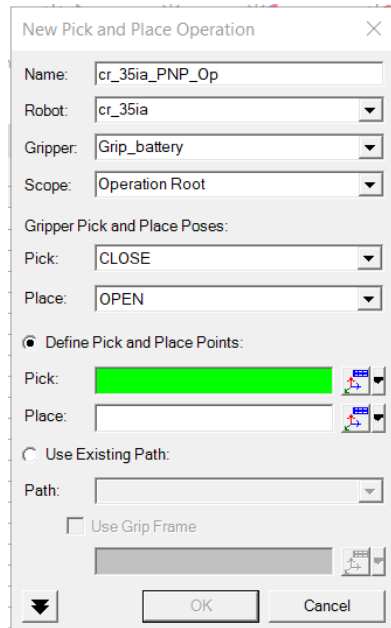 New Pick and Place Operation
Name: cr_35ia_PNP_Op
Robot: cr_35ia
Gripper: Grip_battery
Scope: Operation Root
Gripper Pick and Place Poses:
Pick: CLOSE
Place: OPEN
Define Pick and Place Points:
Pick:
Place:
Use Existing Path:
Path:
Use Grip Frame
OK Cancel